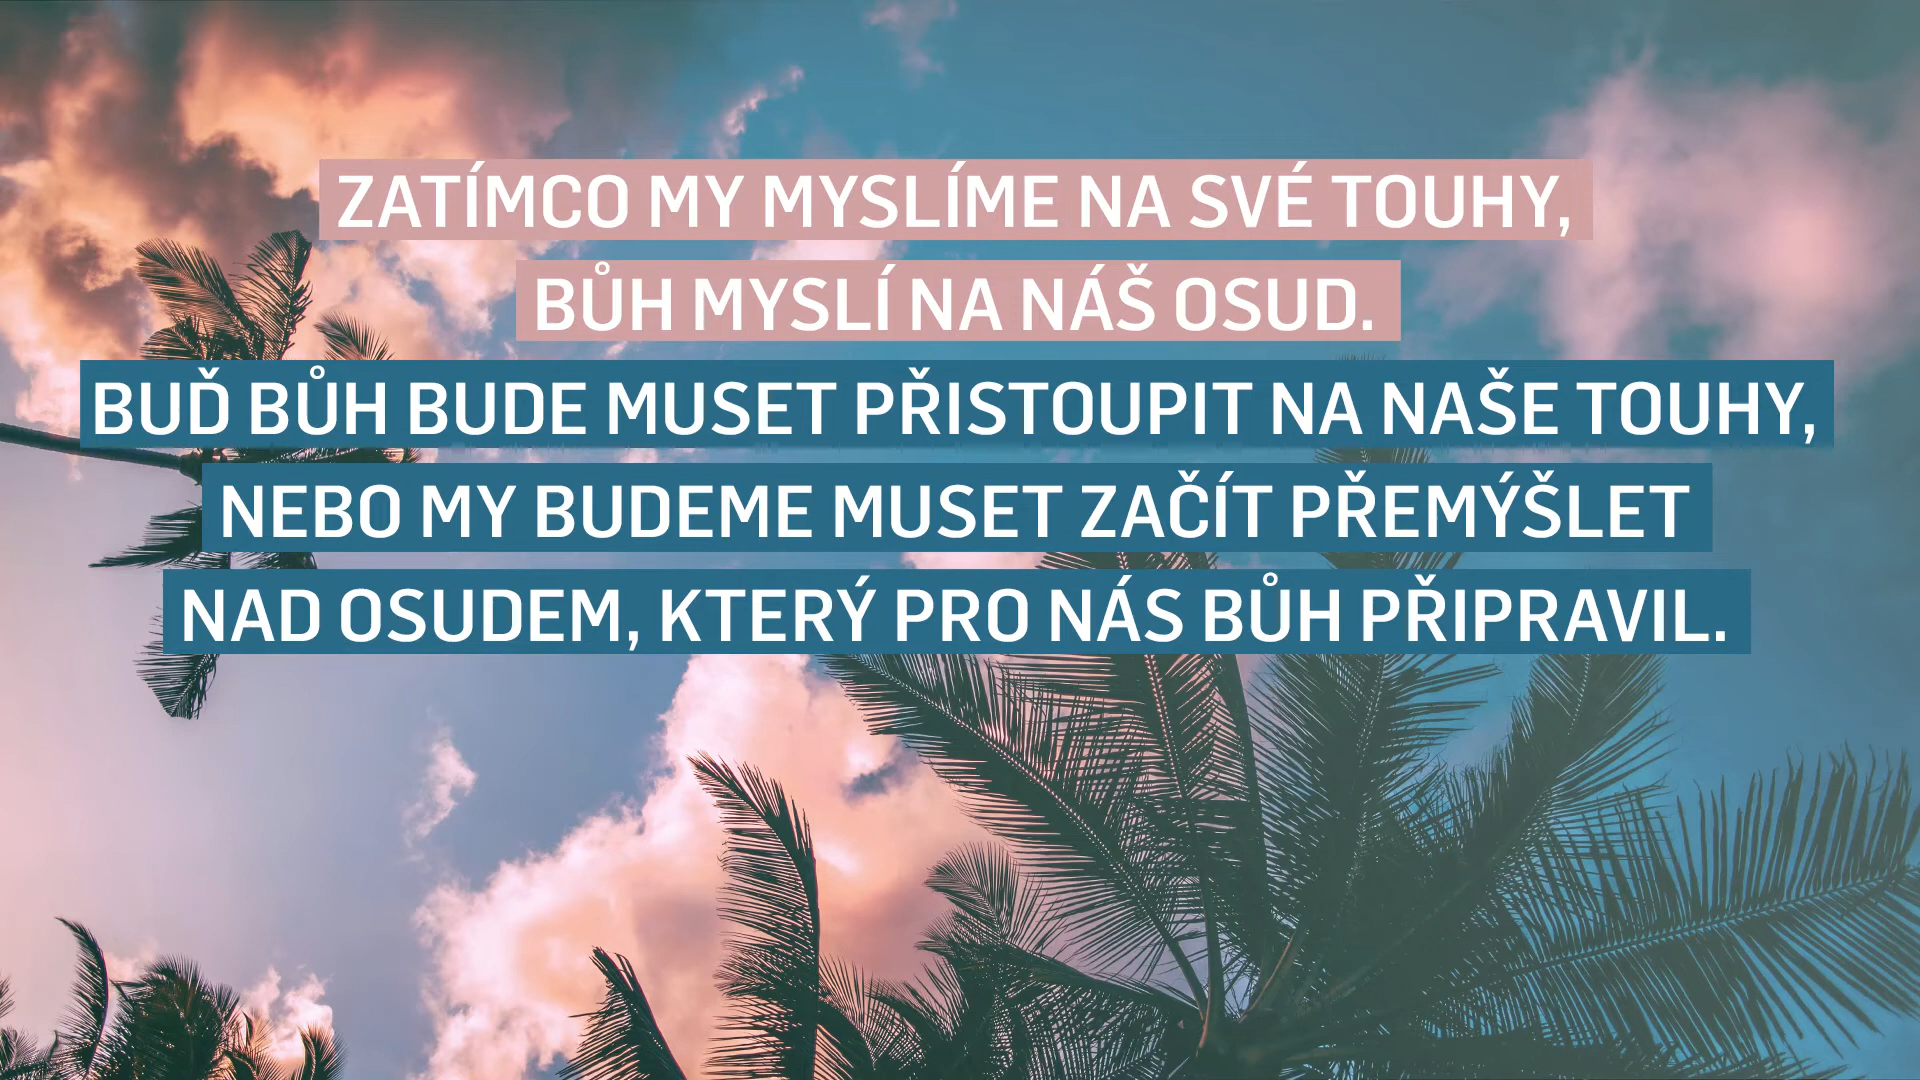 ZATÍMCO MY MYSLÍME NA SVÉ TOUHY,
BŮH MYSLÍ NA NÁŠ OSUD.
BUĎ BŮH BUDE MUSET PŘISTOUPIT NA NAŠE TOUHY,
NEBO MY BUDEME MUSET ZAČÍT PŘEMÝŠLET
NAD OSUDEM, KTERÝ PRO NÁS BŮH PŘIPRAVIL.